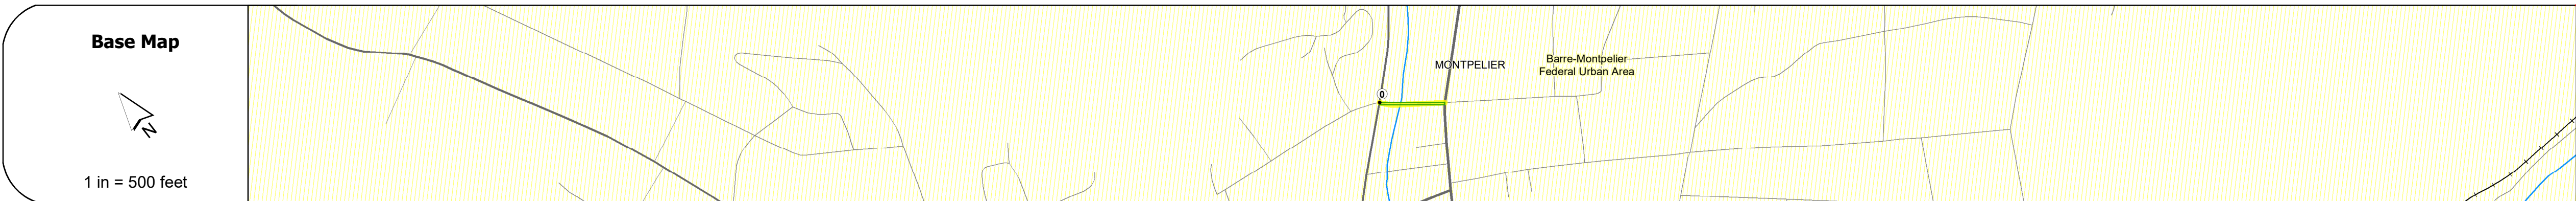 Base Map
N
1 in = 500 feet
0
MONTPELIER
Barre-Montpelier
Federal Urban Area